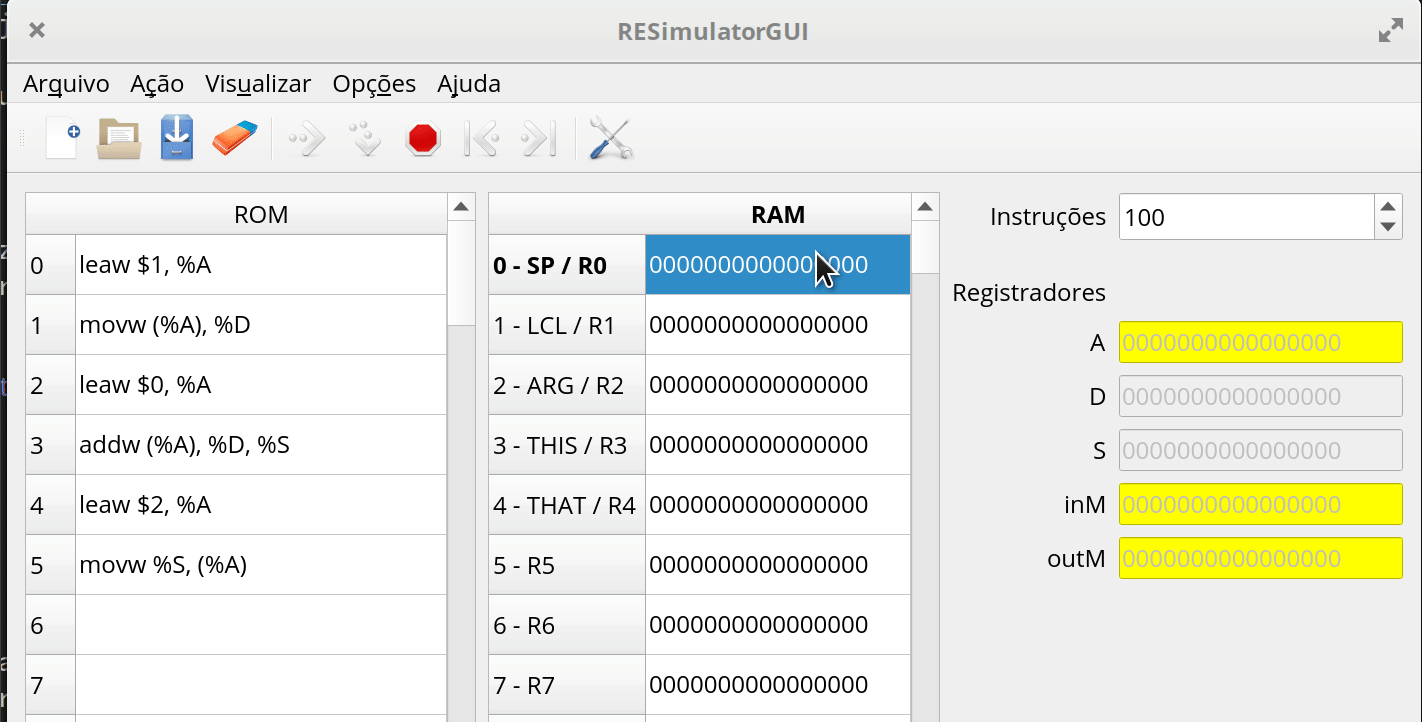 RESimulatorGUI
Arquivo Ação Visualizar Opções Ajuda
ROM
0 leaw $1, %A
1 movw (%A), %D
2 leaw $0, %A
3 addw (%A), %D, %S
4 leaw $2, %A
5 movw %S, (%A)
6
7
RAM
0 - SP / R0 0000000000000000
1 - LCL / R1 0000000000000000
2 - ARG / R2 0000000000000000
3 - THIS / R3 0000000000000000
4 - THAT / R4 0000000000000000
5 - R5 0000000000000000
6 - R6 0000000000000000
7 - R7 0000000000000000
Instruções 100
Registradores
A 0000000000000000
D 0000000000000000
S 0000000000000000
inM 0000000000000000
outM 0000000000000000